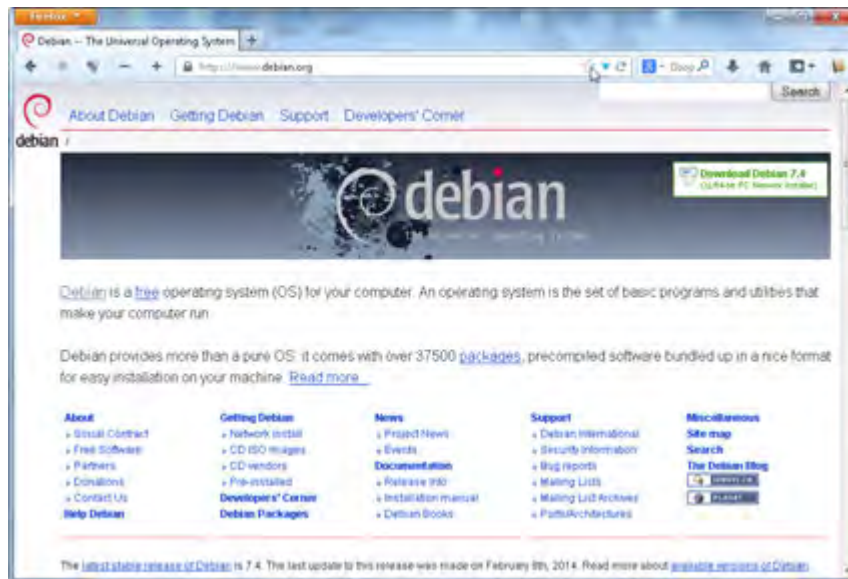 Firefox
Debian -- The Universal Operating System
http://www.debian.org
Search
About Debian Getting Debian Support Developers' Corner
debian
debian
Download Debian 7.4
Debian is a free operating system (OS) for your computer. An operating system is the set of basic programs and utilities that
make your computer run.
Debian provides more than a pure OS: it comes with over 37500 packages, precompiled software bundled up in a nice format
for easy installation on your machine. Read more...
About
Social Contract
Free Software
Partners
Donations
Contact Us
Help Debian
Getting Debian
Network install
CD ISO images
CD vendors
Pre-installed
Developers' Corner
Debian Packages
News
Project News
Events
Documentation
Release Info
Installation manual
Debian Books
Support
Debian International
Security Information
Bug reports
Mailing Lists
Mailing List Archives
Ports/Architectures
Miscellaneous
Site map
Search
The Debian Blog
PLANET
The latest stable release of Debian is 7.4. The last update to this release was made on February 8th, 2014. Read more about available versions of Debian.